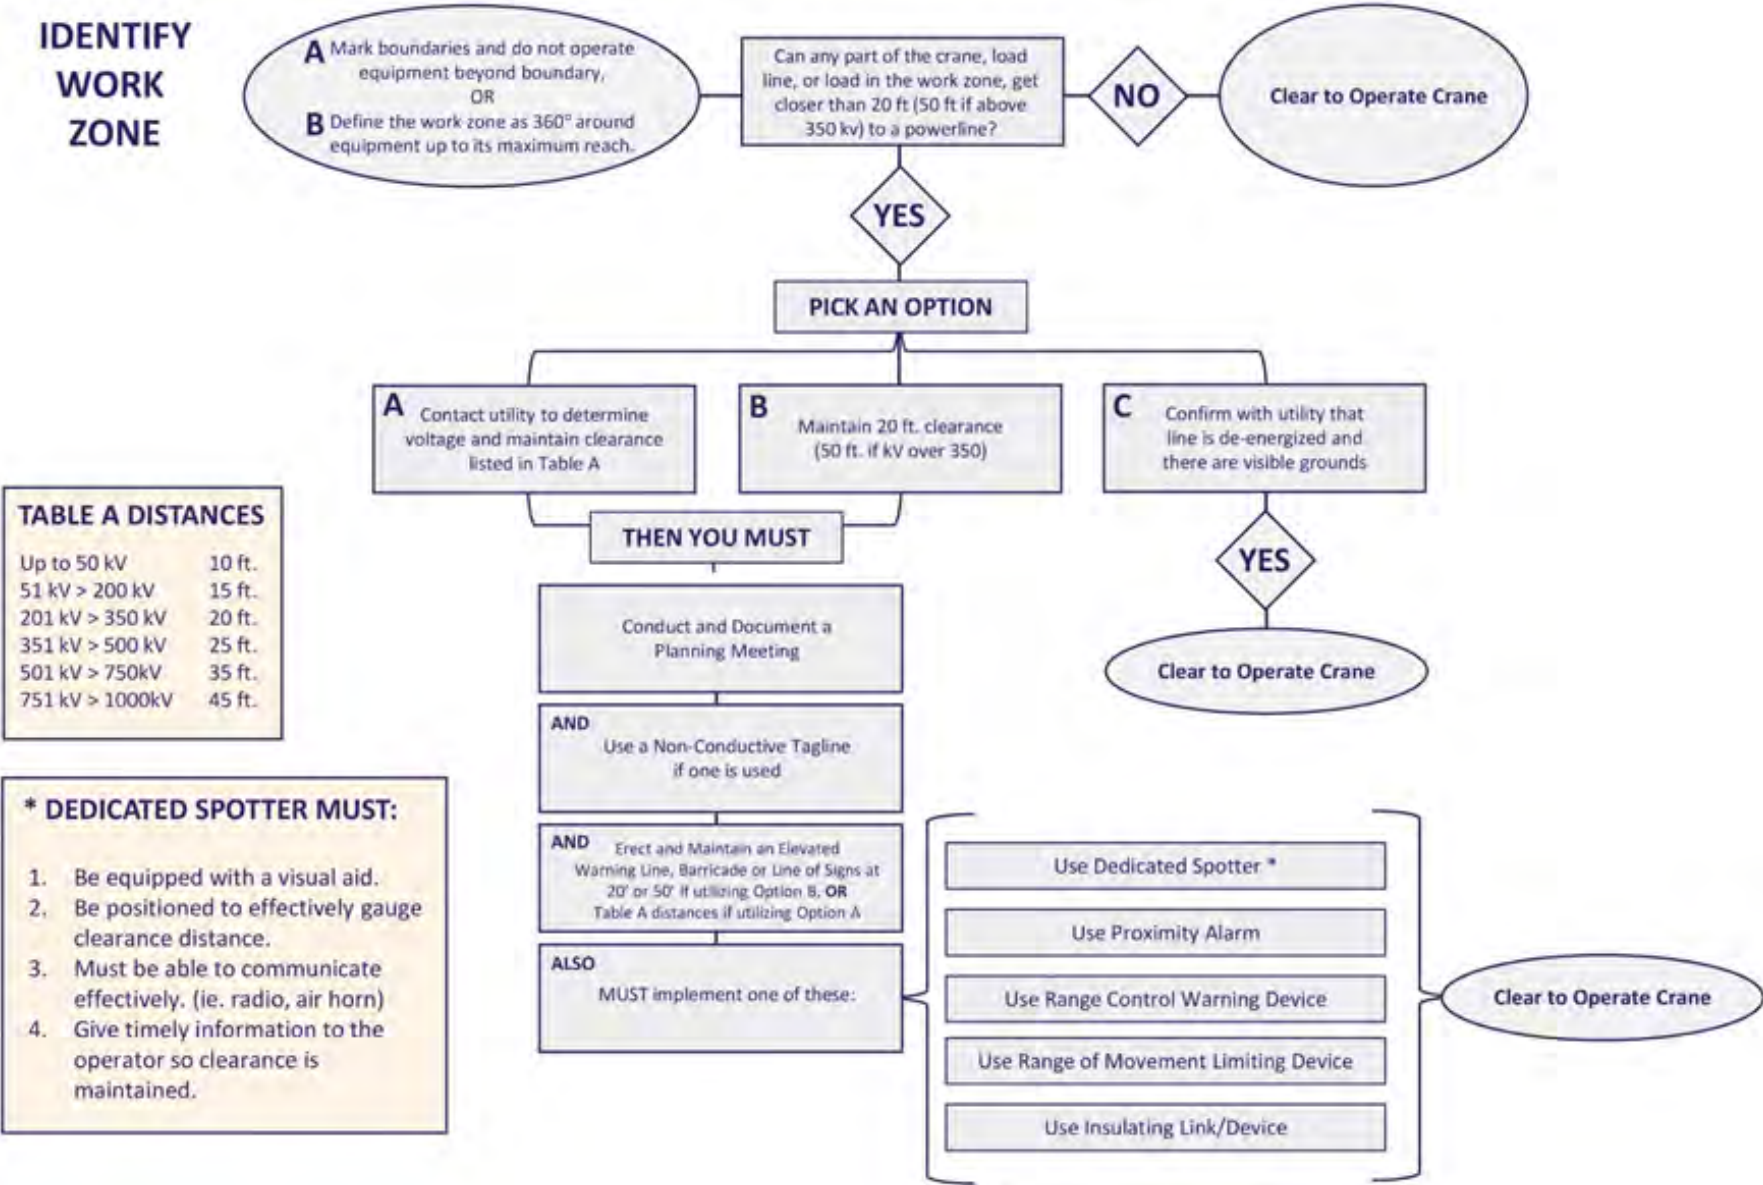 IDENTIFY
WORK
ZONE
A Mark boundaries and do not operate
equipment beyond boundary,
OR
B Define the work zone as 360° around
equipment up to its maximum reach.
Can any part of the crane, load
line, or load in the work zone, get
closer than 20 ft (50 ft if above
350 kv) to a powerline?
NO
Clear to Operate Crane
YES
PICK AN OPTION
A Contact utility to determine
voltage and maintain clearance
listed in Table A
B
Maintain 20 ft. clearance
(50 ft. if kV over 350)
C Confirm with utility that
line is de-energized and
there are visible grounds
THEN YOU MUST
YES
Clear to Operate Crane
TABLE A DISTANCES
Up to 50 kV 10 ft.
51 kV > 200 kV 15 ft.
201 kV > 350 kV 20 ft.
351 kV > 500 kV 25 ft.
501 kV > 750kV 35 ft.
751 kV > 1000kV 45 ft.
Conduct and Document a
Planning Meeting
AND
Use a Non-Conductive Tagline
if one is used
AND Erect and Maintain an Elevated
Warning Line, Barricade or Line of Signs at
20' or 50' if utilizing Option B, OR
Table A distances if utilizing Option A
ALSO
MUST implement one of these:
Use Dedicated Spotter *
Use Proximity Alarm
Use Range Control Warning Device
Use Range of Movement Limiting Device
Use Insulating Link/Device
Clear to Operate Crane
* DEDICATED SPOTTER MUST:
1. Be equipped with a visual aid.
2. Be positioned to effectively gauge
clearance distance.
3. Must be able to communicate
effectively. (ie. radio, air horn)
4. Give timely information to the
operator so clearance is
maintained.